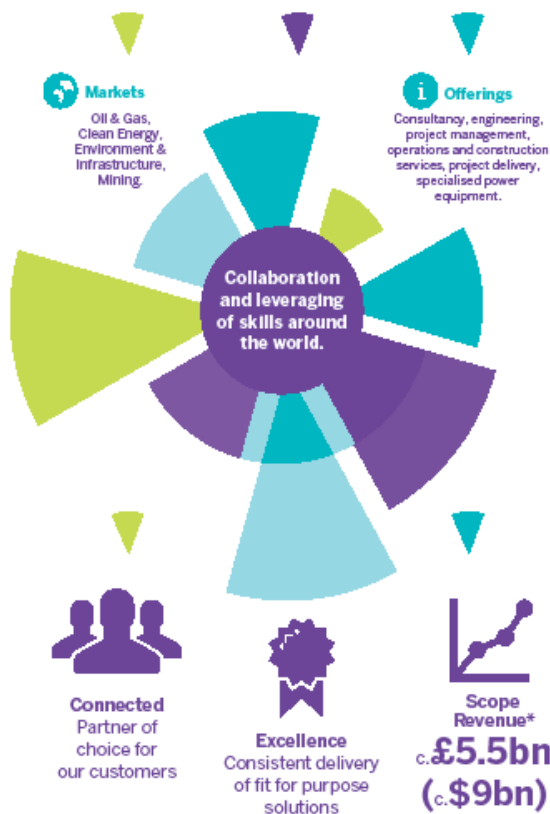 Markets
Oil & Gas,
Clean Energy,
Environment &
Infrastructure,
Mining.
i Offerings
Consultancy, engineering,
project management,
operations and construction
services, project delivery,
specialised power
equipment.
Collaboration
and leveraging
of skills around
the world.
Connected
Partner of
choice for
our customers
Excellence
Consistent delivery
of fit for purpose
solutions
Scope
Revenue*
c.£5.5bn
(c.$9bn)